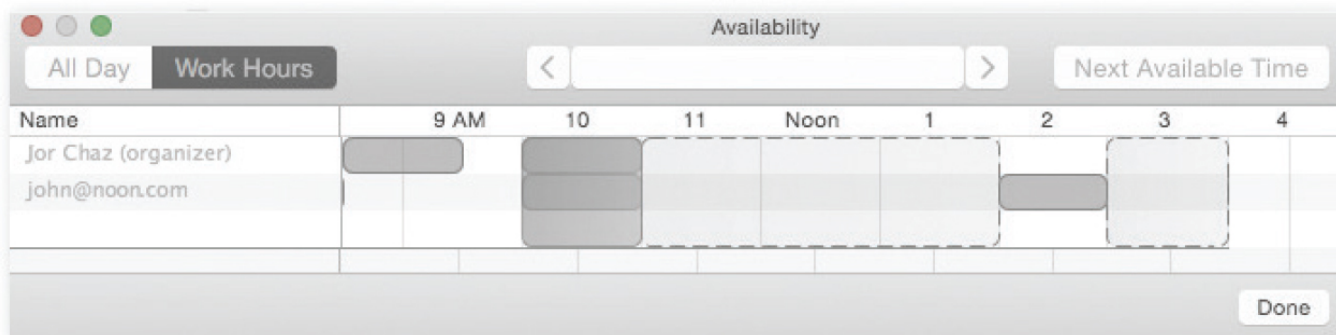 Availability
All Day Work Hours < > Next Available Time
Name 9 AM 10 11 Noon 1 2 3 4
Jor Chaz (organizer)
john@noon.com
Done